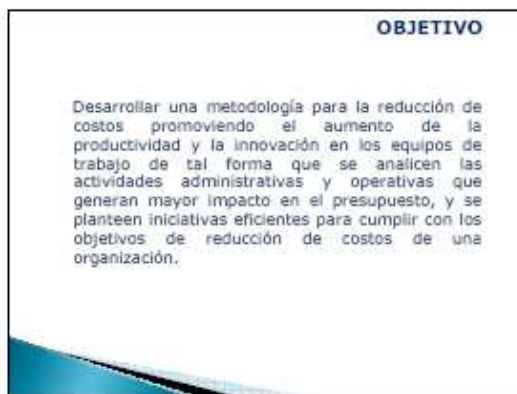 OBJETIVO
Desarrollar una metodología para la reducción de
costos promoviendo el aumento de la
productividad y la innovación en los equipos de
trabajo de tal forma que se analicen las
actividades administrativas y operativas que
generan mayor impacto en el presupuesto, y se
planteen iniciativas eficientes para cumplir con los
objetivos de reducción de costos de una
organización.